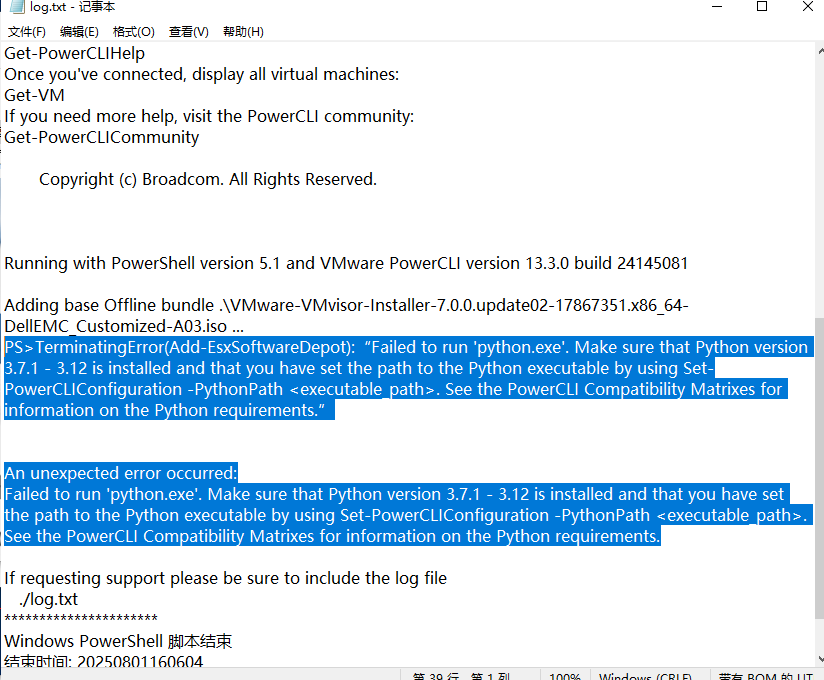 log.txt - 记事本
文件(F) 编辑(E) 格式(O) 查看(V) 帮助(H)
Get-PowerCLIHelp
Once you've connected, display all virtual machines:
Get-VM
If you need more help, visit the PowerCLI community:
Get-PowerCLICommunity
Copyright (c) Broadcom. All Rights Reserved.
Running with PowerShell version 5.1 and VMware PowerCLI version 13.3.0 build 24145081
Adding base Offline bundle .\VMware-VMvisor-Installer-7.0.0.update02-17867351.x86_64-
DellEMC_Customized-A03.iso ...
PS>TerminatingError(Add-EsxSoftwareDepot): “Failed to run 'python.exe'. Make sure that Python version
3.7.1 - 3.12 is installed and that you have set the path to the Python executable by using Set-
PowerCLIConfiguration -PythonPath <executable_path>. See the PowerCLI Compatibility Matrixes for
information on the Python requirements.”
An unexpected error occurred:
Failed to run 'python.exe'. Make sure that Python version 3.7.1 - 3.12 is installed and that you have set
the path to the Python executable by using Set-PowerCLIConfiguration -PythonPath <executable_path>.
See the PowerCLI Compatibility Matrixes for information on the Python requirements.
If requesting support please be sure to include the log file
./log.txt
**********************
Windows PowerShell 脚本结束
结束时间: 20250801160604
第 39 行，第 1 列 100% Windows (CRLF) 带有 BOM 的 UT